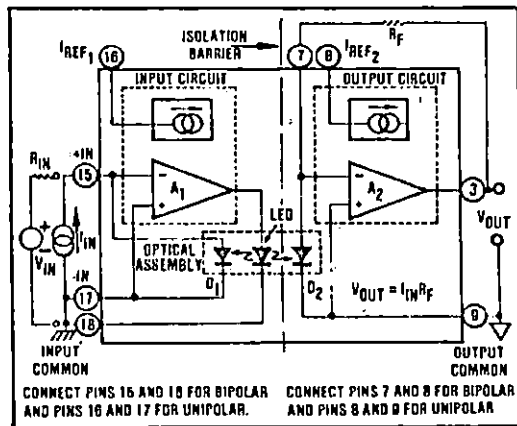 ISOLATION
BARRIER
RF
IREF1
16
7
8
IREF2
INPUT CIRCUIT
OUTPUT CIRCUIT
RIN
+IN
15
−
A1
+
−
A2
+
3
LED
VOUT
+
−
VIN
IIN
OPTICAL
ASSEMBLY
-IN
17
D1
D2
VOUT = IINRF
18
9
INPUT
COMMON
OUTPUT
COMMON
CONNECT PINS 15 AND 16 FOR BIPOLAR
AND PINS 16 AND 17 FOR UNIPOLAR.
CONNECT PINS 7 AND 8 FOR BIPOLAR
AND PINS 8 AND 9 FOR UNIPOLAR